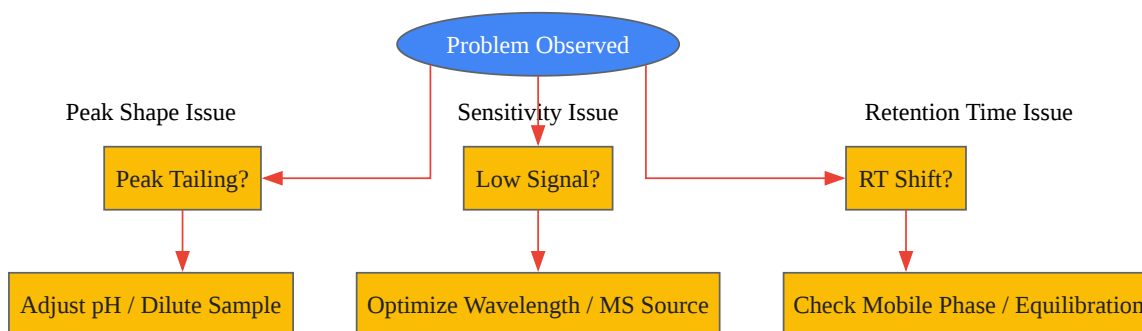 Problem Observed
Peak Shape Issue
Sensitivity Issue
Retention Time Issue
Peak Tailing?
Low Signal?
RT Shift?
Adjust pH / Dilute Sample
Optimize Wavelength / MS Source
Check Mobile Phase / Equilibration